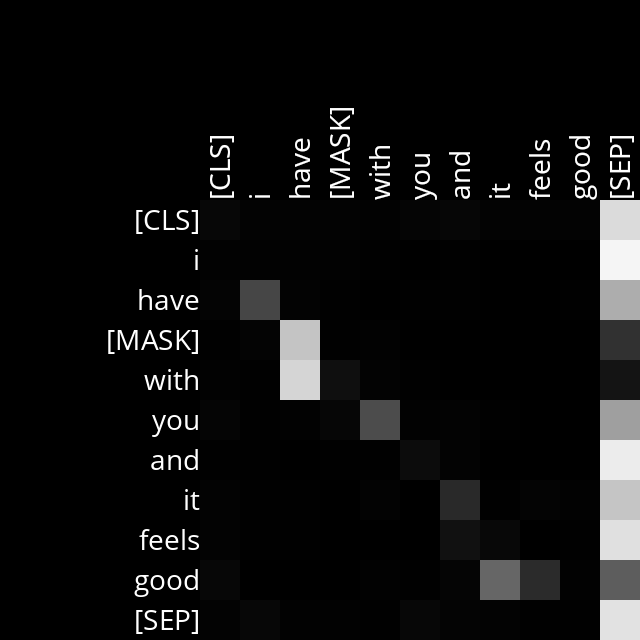 [CLS] i have [MASK] with you and it feels good [SEP]
[CLS]
i
have
[MASK]
with
you
and
it
feels
good
[SEP]